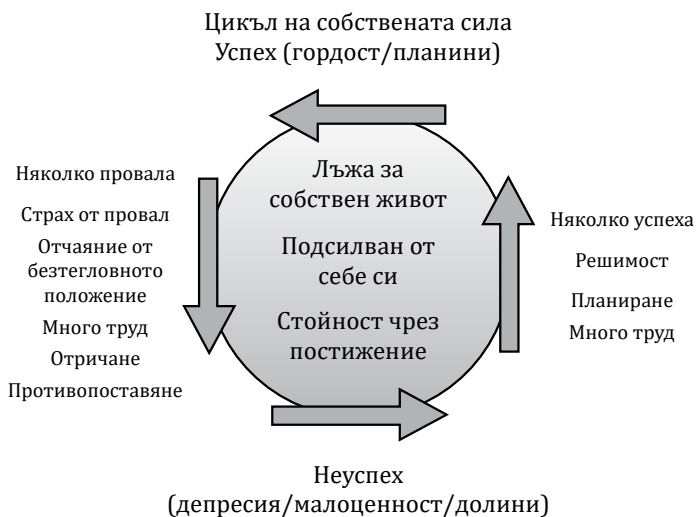 Цикъл на собствената сила
Успех (гордост/планини)
Няколко провала
Страх от провал
Отчаяние от
безтегловното
положение
Много труд
Отричане
Противопоставяне
Лъжа за
собствен живот
Подсилван от
себе си
Стойност чрез
постижение
Няколко успеха
Решимост
Планиране
Много труд
Неуспех
(депресия/малоценност/долини)